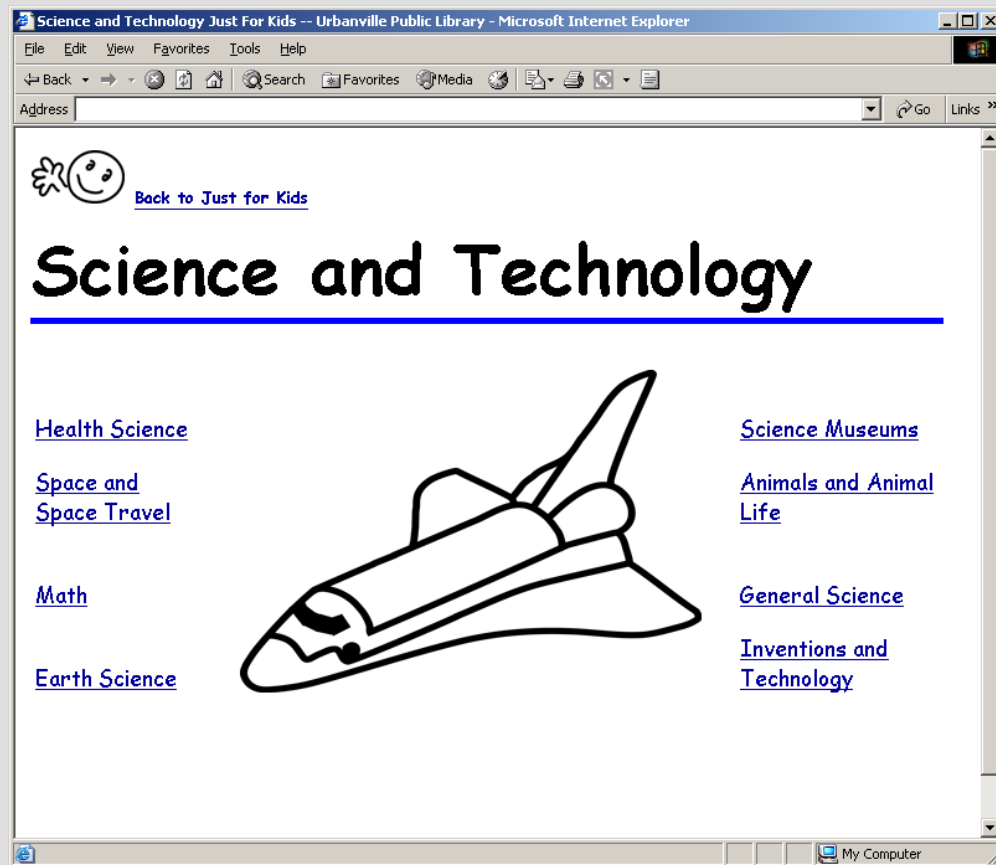 Science and Technology Just For Kids -- Urbanville Public Library - Microsoft Internet Explorer
File Edit View Favorites Tools Help
Back Search Favorites Media
Address Go Links »
Back to Just for Kids
Science and Technology
Health Science
Space and
Space Travel
Math
Earth Science
Science Museums
Animals and Animal
Life
General Science
Inventions and
Technology
My Computer